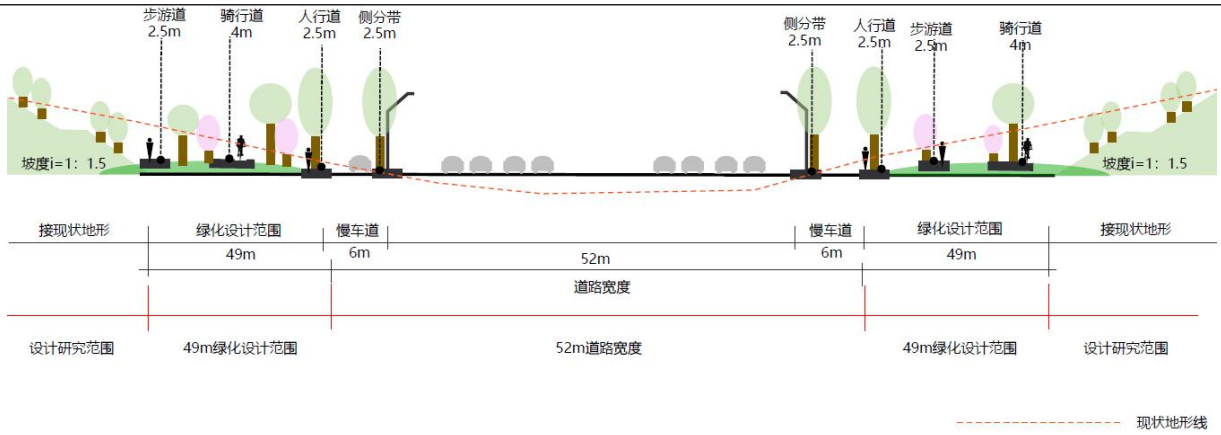 步游道
2.5m
骑行道
4m
人行道
2.5m
侧分带
2.5m
侧分带
2.5m
人行道
2.5m
步游道
2.5m
骑行道
4m
坡度i=1：1.5
坡度i=1：1.5
接现状地形
绿化设计范围
慢车道
慢车道
绿化设计范围
接现状地形
49m
6m
52m
6m
49m
道路宽度
设计研究范围
49m绿化设计范围
52m道路宽度
49m绿化设计范围
设计研究范围
现状地形线